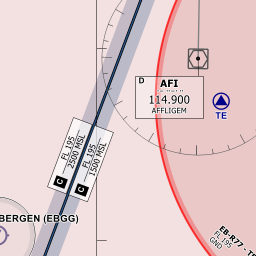 D
AFI
114.900
AFFLIGEM
TE
FL 195
2500 MSL
C
FL 195
1500 MSL
C
BERGEN (EBGG)
EB-R77 - T
FL 195
GND